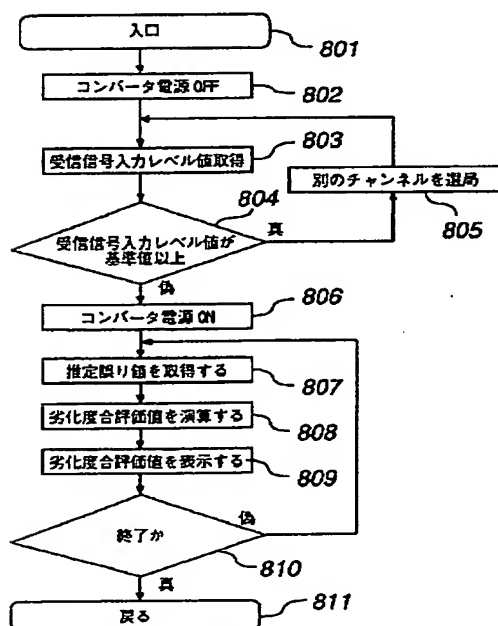 入口
801
コンバータ電源OFF
802
803
受信信号入力レベル値取得
別のチャンネルを選局
804
805
受信信号入力レベル値が
基準値以上
真
偽
806
コンバータ電源ON
推定誤り値を取得する
807
劣化度合評価値を演算する
808
劣化度合評価値を表示する
809
偽
終了か
810
真
811
戻る